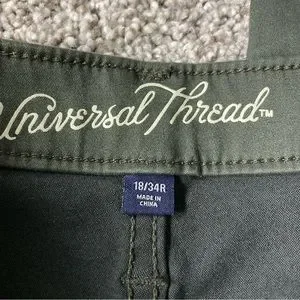 Universal Thread™
18/34R
MADE IN
CHINA